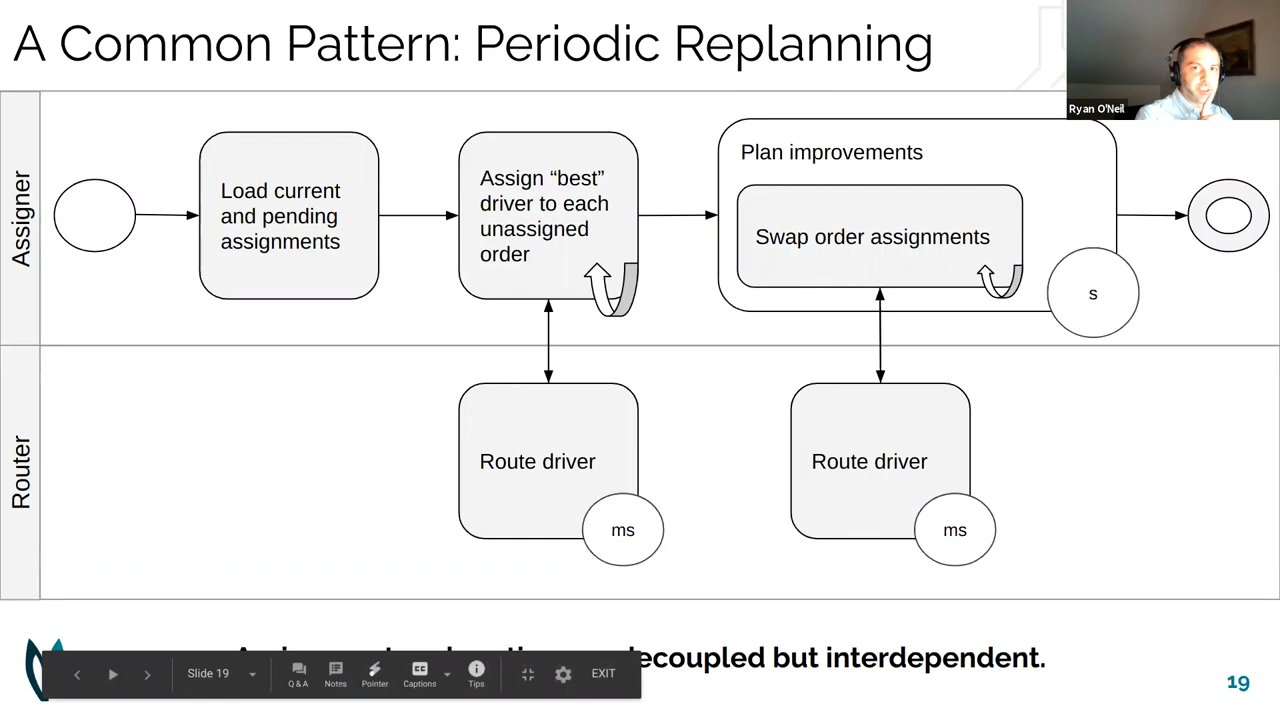 A Common Pattern: Periodic Replanning
Ryan O'Neil
Assigner
Load current
and pending
assignments
Assign “best”
driver to each
unassigned
order
Plan improvements
Swap order assignments
s
Router
Route driver
ms
Route driver
ms
but interdependent.
Slide 19
Q & A
Notes
Pointer
Captions
Tips
EXIT
19